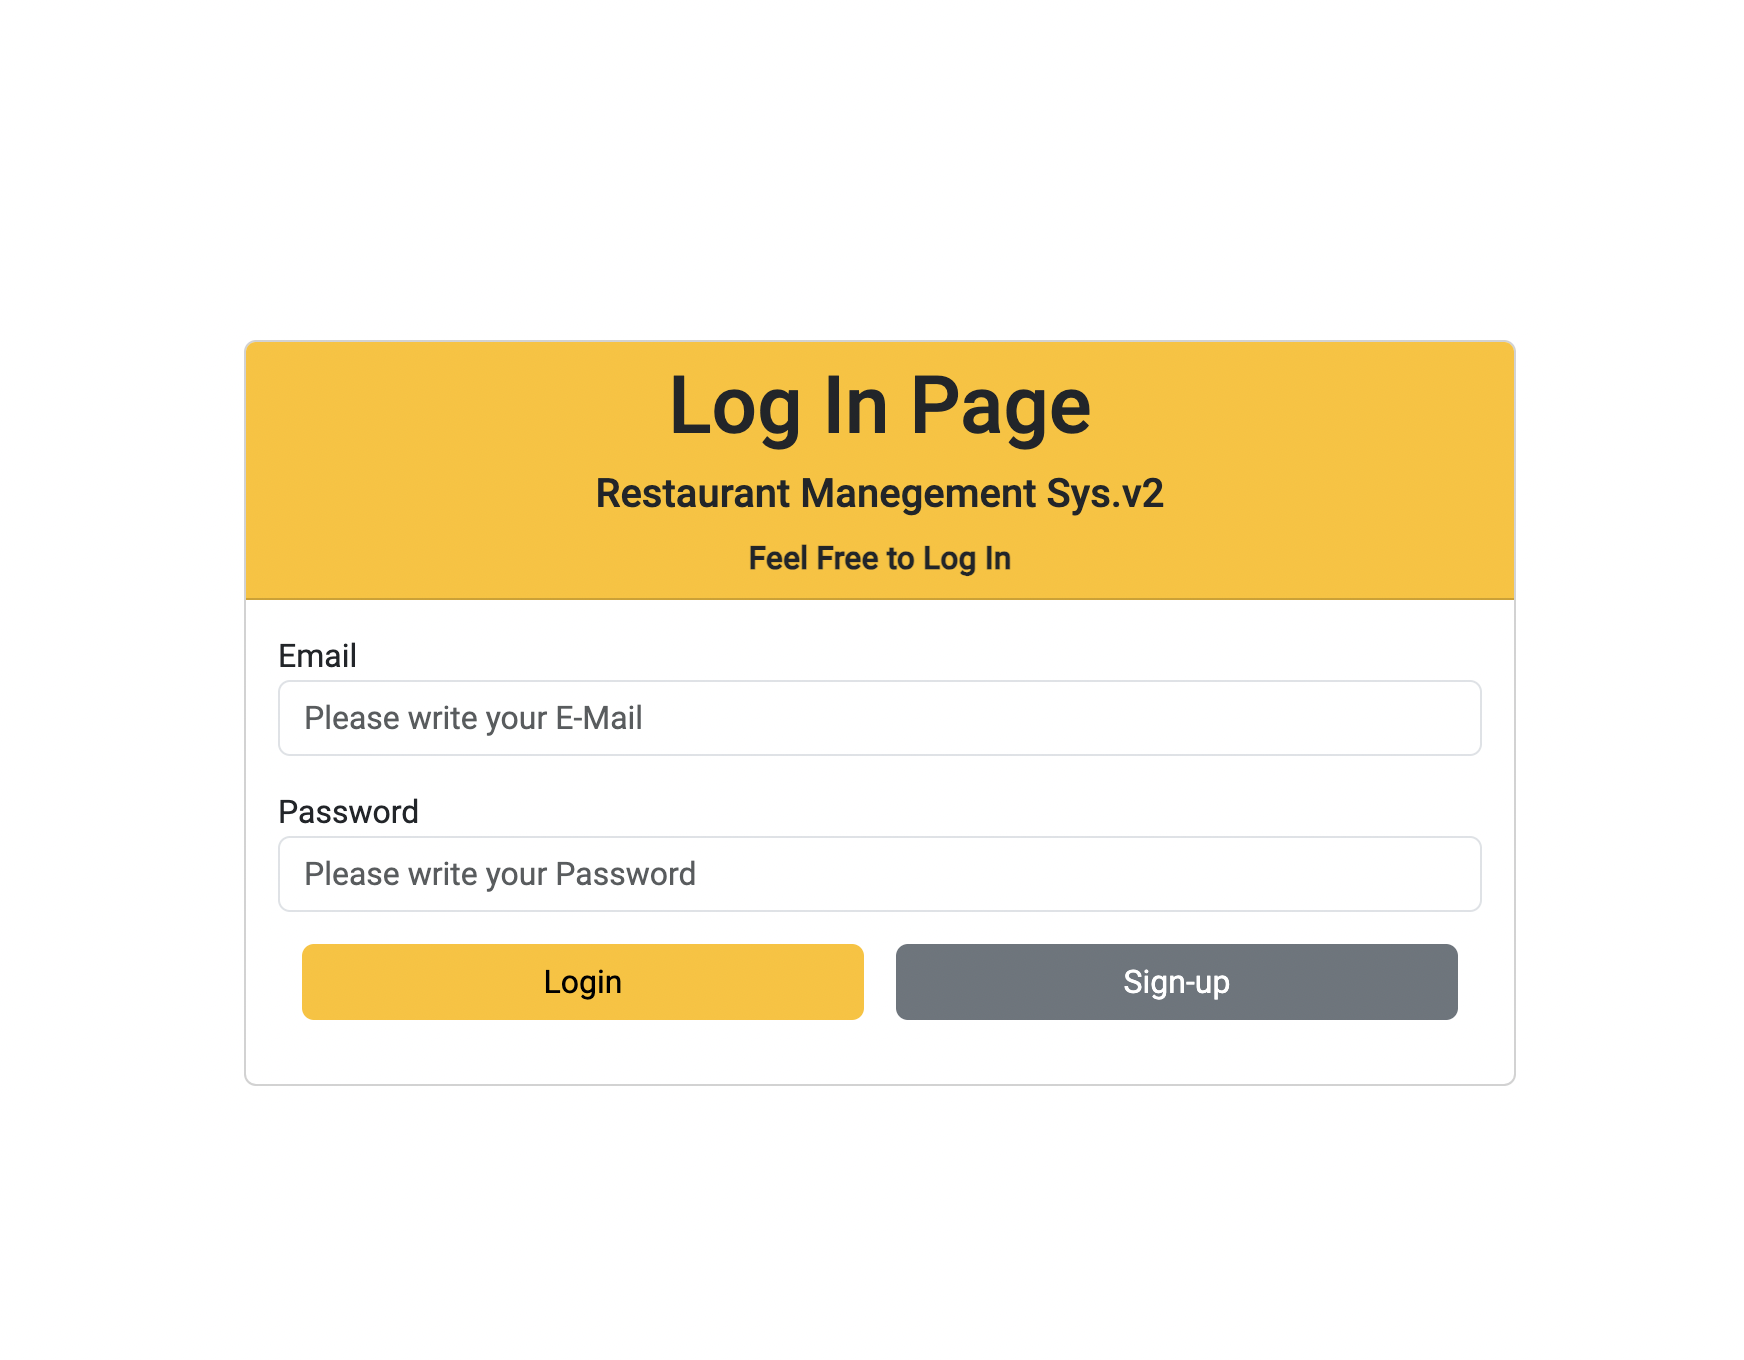 Log In Page
Restaurant Manegement Sys.v2
Feel Free to Log In
Email
Please write your E-Mail
Password
Please write your Password
Login
Sign-up